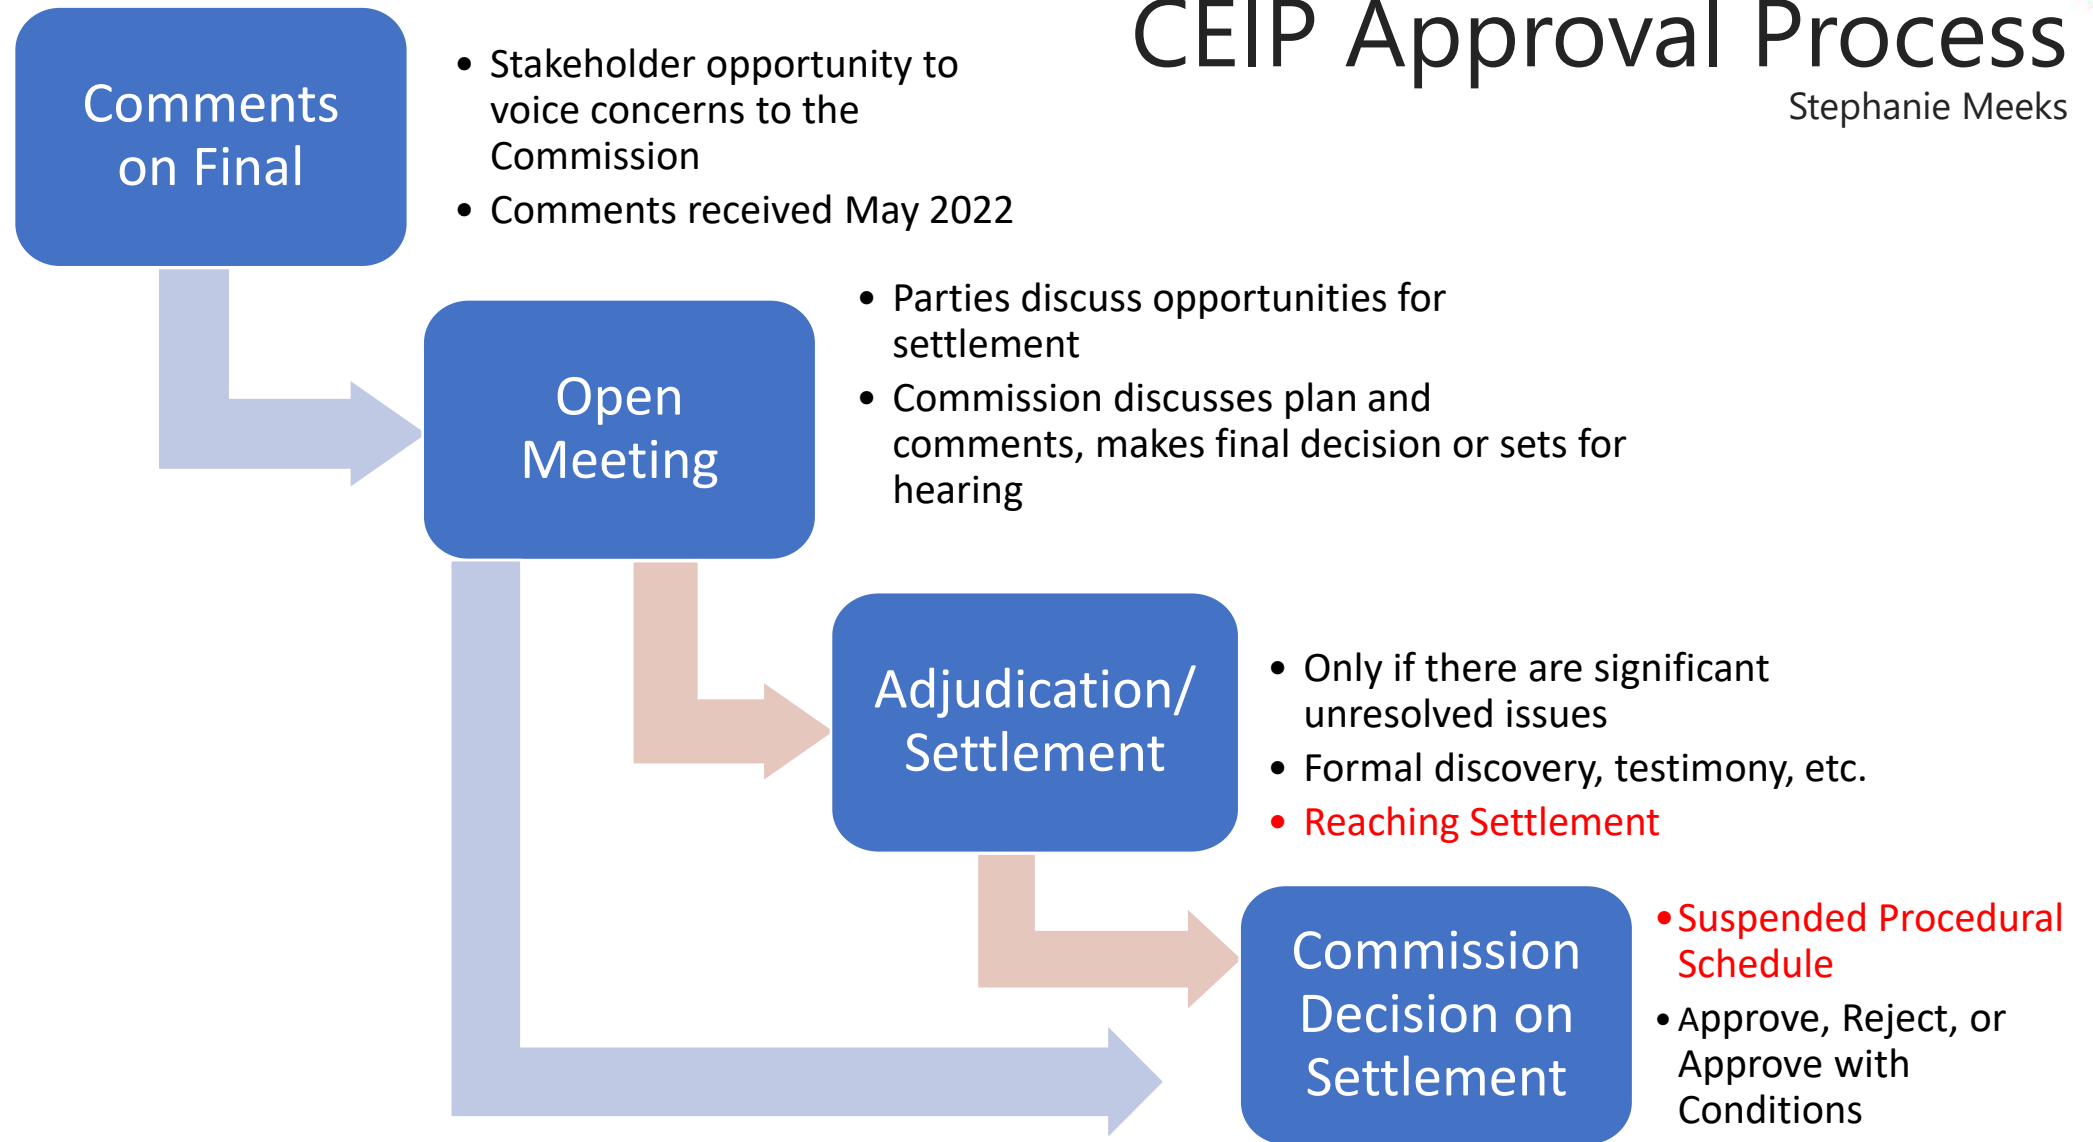 CEIP Approval Process
Stephanie Meeks
Comments
on Final
• Stakeholder opportunity to
voice concerns to the
Commission
• Comments received May 2022
Open
Meeting
• Parties discuss opportunities for
settlement
• Commission discusses plan and
comments, makes final decision or sets for
hearing
Adjudication/
Settlement
• Only if there are significant
unresolved issues
• Formal discovery, testimony, etc.
• Reaching Settlement
Commission
Decision on
Settlement
• Suspended Procedural
Schedule
• Approve, Reject, or
Approve with
Conditions